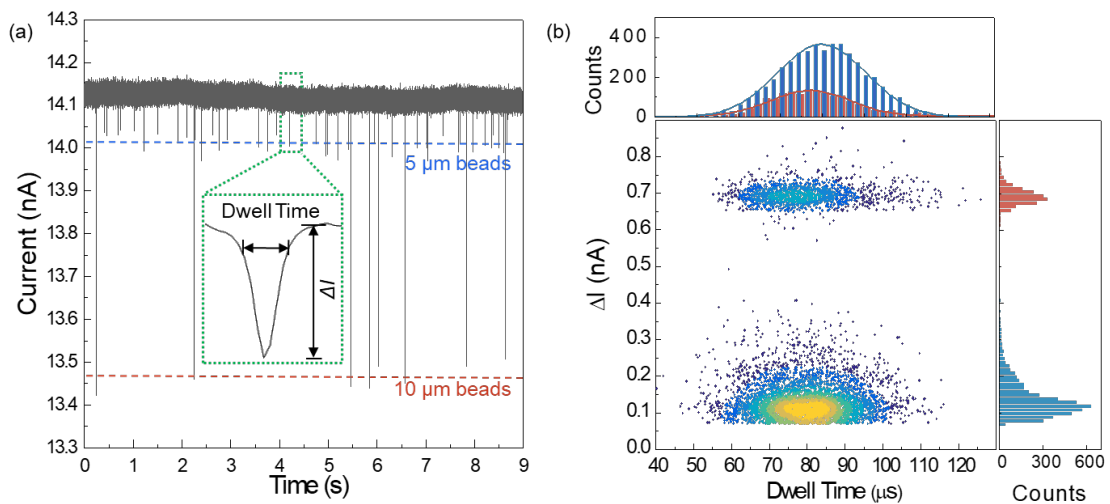 (a)
14.3
14.2
14.1
14.0
13.9
13.8
13.7
13.6
13.5
13.4
13.3
Current (nA)
5 μm beads
Dwell Time
ΔI
10 μm beads
0 1 2 3 4 5 6 7 8 9
Time (s)
(b)
400
200
0
Counts
0.8
0.7
0.6
0.5
0.4
0.3
0.2
0.1
0.0
ΔI (nA)
40 50 60 70 80 90 100 110 120
Dwell Time (μs)
0 300 600
Counts